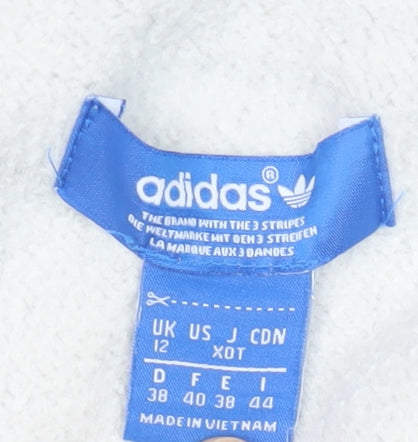 adidas®
THE BRAND WITH THE 3 STRIPES
DIE WELTMARKE MIT DEN 3 STREIFEN
LA MARQUE AUX 3 BANDES
UK US J CDN
12 XOT
D F E I
38 40 38 44
MADE IN VIETNAM